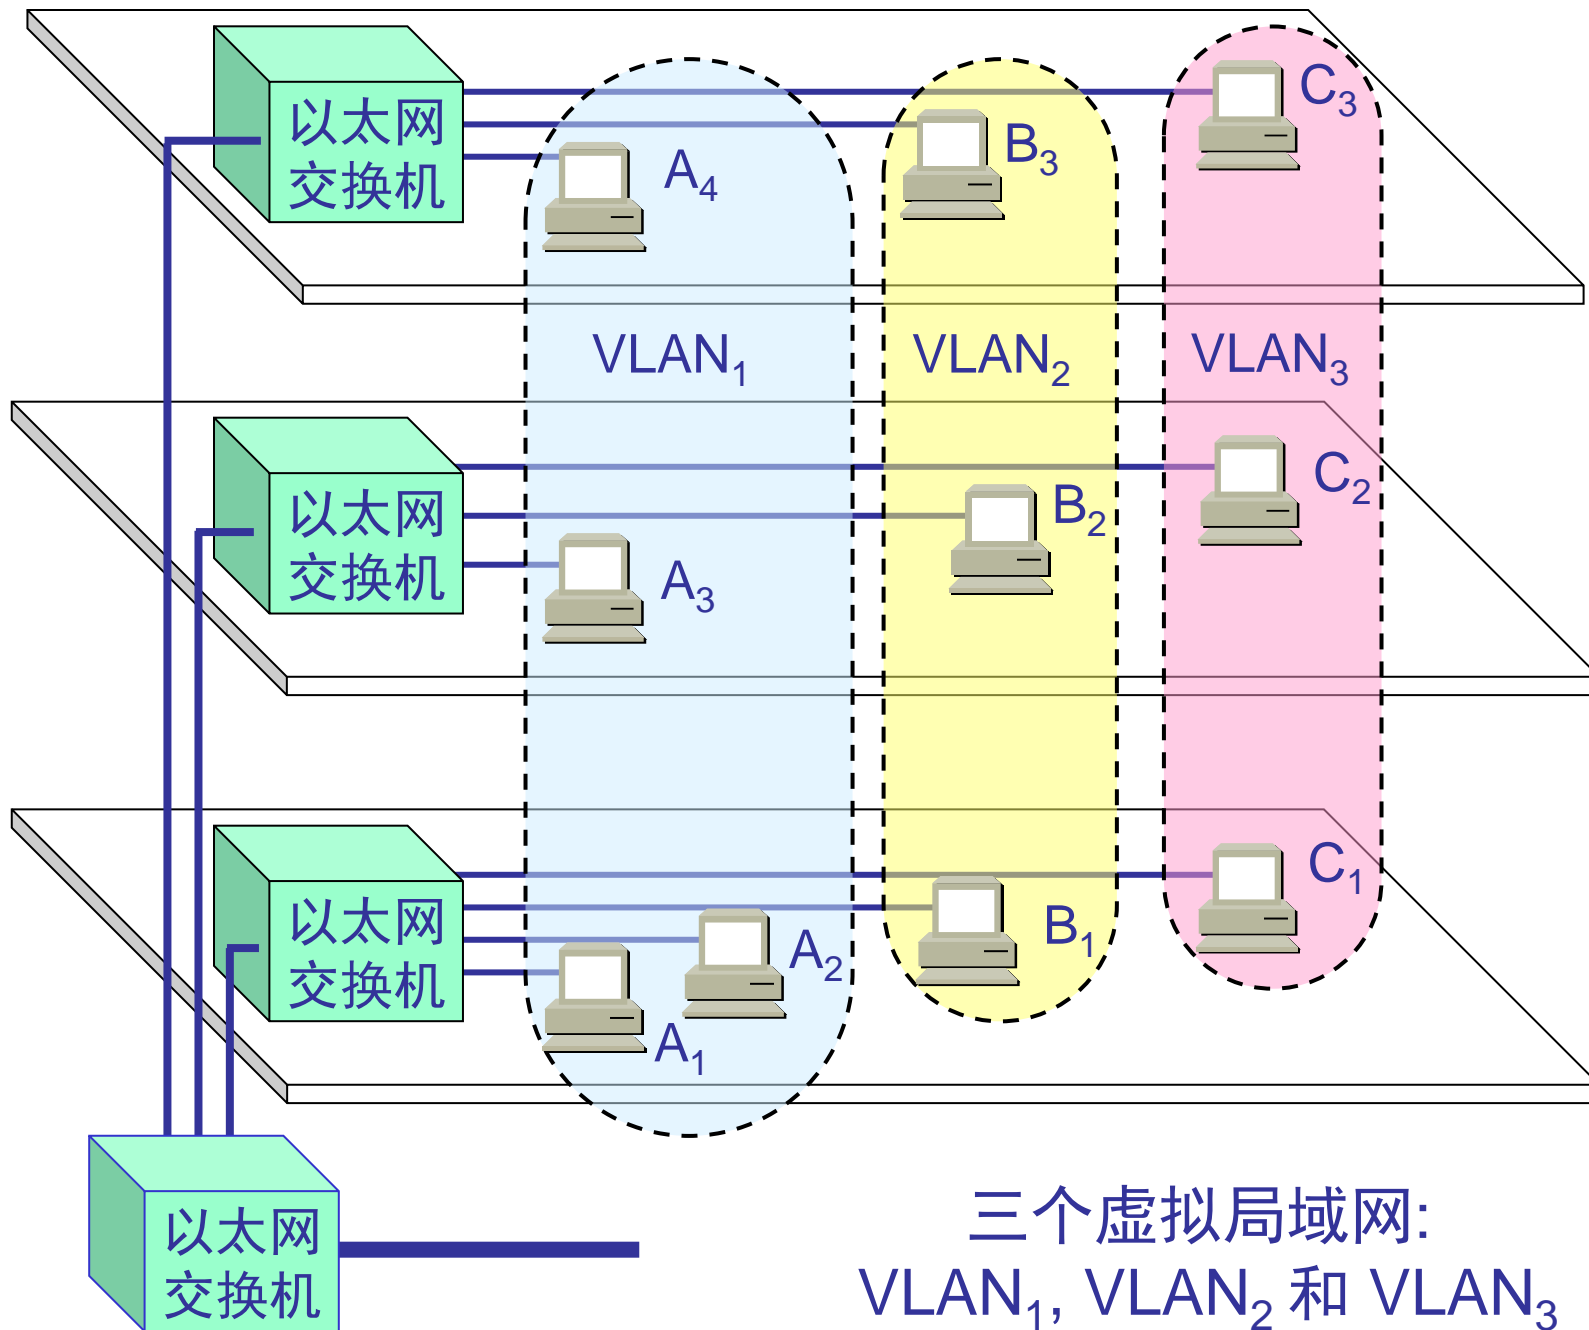 以太网
交换机
A4
B3
C3
VLAN1
VLAN2
VLAN3
以太网
交换机
A3
B2
C2
以太网
交换机
A1
A2
B1
C1
以太网
交换机
三个虚拟局域网:
VLAN1, VLAN2 和 VLAN3